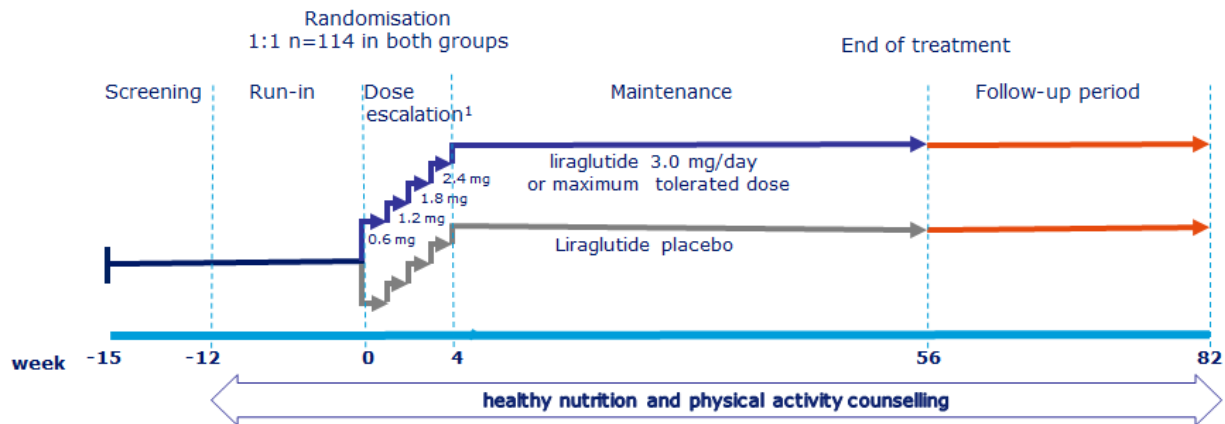 Randomisation
1:1 n=114 in both groups
End of treatment
Screening
Run-in
Dose
escalation¹
Maintenance
Follow-up period
liraglutide 3.0 mg/day
or maximum tolerated dose
2.4 mg
1.8 mg
1.2 mg
0.6 mg
Liraglutide placebo
week -15 -12 0 4 56 82
healthy nutrition and physical activity counselling